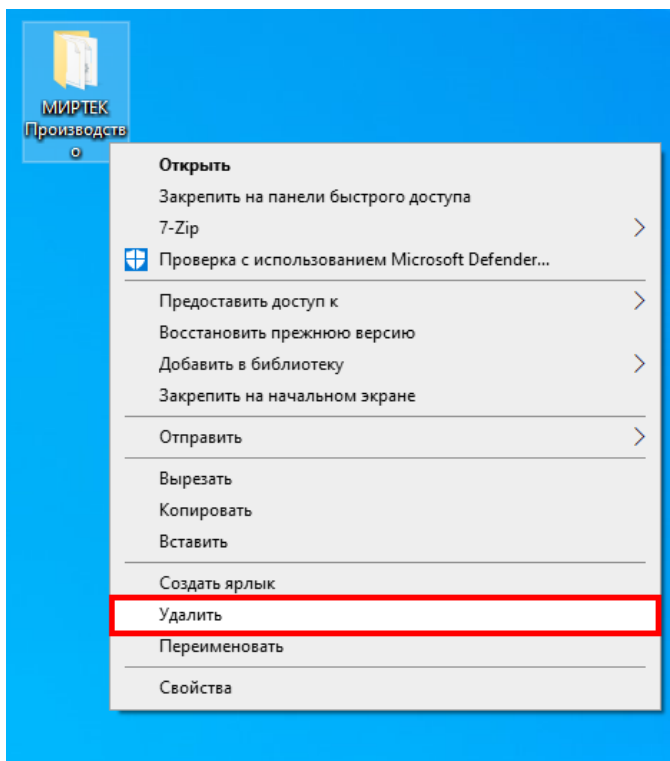 МИРТЕК
Производств
о
Открыть
Закрепить на панели быстрого доступа
7-Zip
Проверка с использованием Microsoft Defender...
Предоставить доступ к
Восстановить прежнюю версию
Добавить в библиотеку
Закрепить на начальном экране
Отправить
Вырезать
Копировать
Вставить
Создать ярлык
Удалить
Переименовать
Свойства